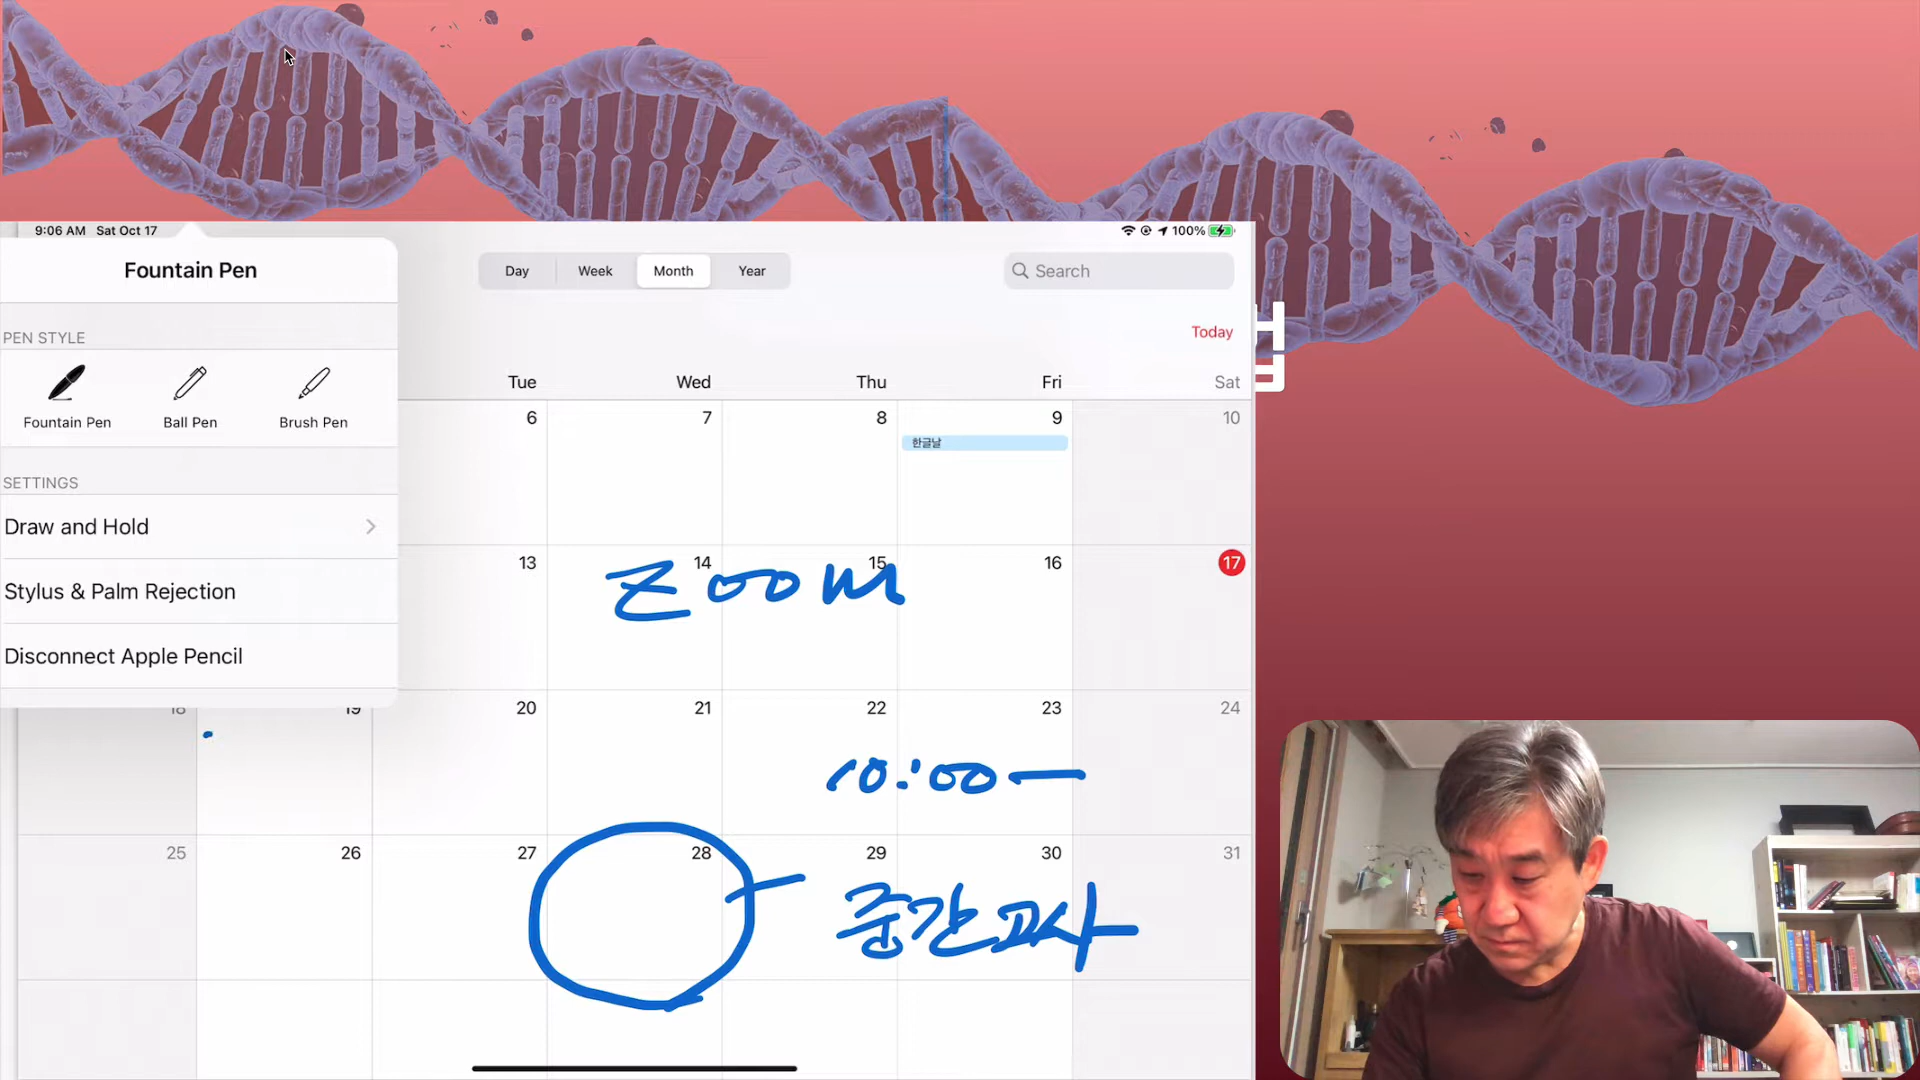 9:06 AM Sat Oct 17
100%
Fountain Pen
Day Week Month Year
Search
Today
PEN STYLE
Fountain Pen Ball Pen Brush Pen
SETTINGS
Draw and Hold
Stylus & Palm Rejection
Disconnect Apple Pencil
Tue Wed Thu Fri Sat
6 7 8 9 10
한글날
13 14 15 16 17
Zoom
18 19 20 21 22 23 24
10:00
25 26 27 28 29 30 31
중간고사